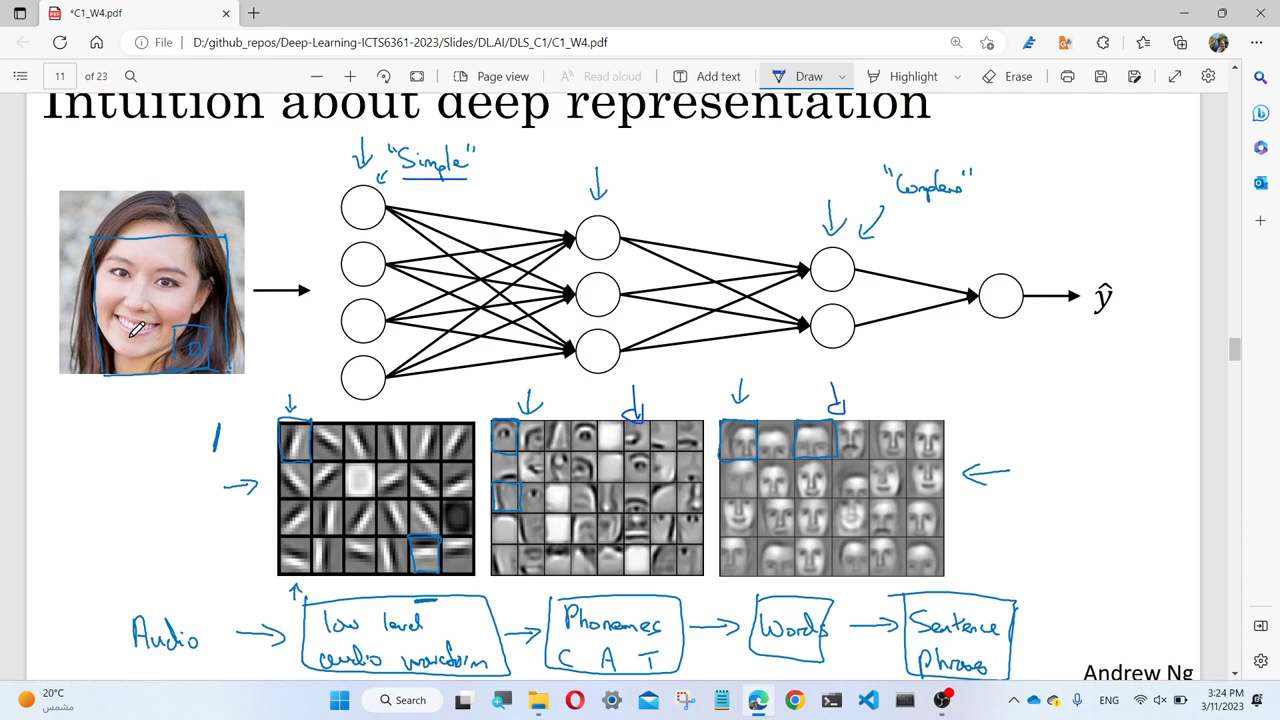 *C1_W4.pdf
File
D:/github_repos/Deep-Learning-ICTS6361-2023/Slides/DL.AI/DLS_C1/C1_W4.pdf
11 of 23
Page view
Read aloud
Add text
Draw
Highlight
Erase
Intuition about deep representation
"Simple"
"Complex"
ŷ
Audio
low level
audio waveform
Phonemes
C A T
Words
Sentence
phrase
Andrew Ng
20°C
مشمس
Search
ENG
3:24 PM
3/11/2023